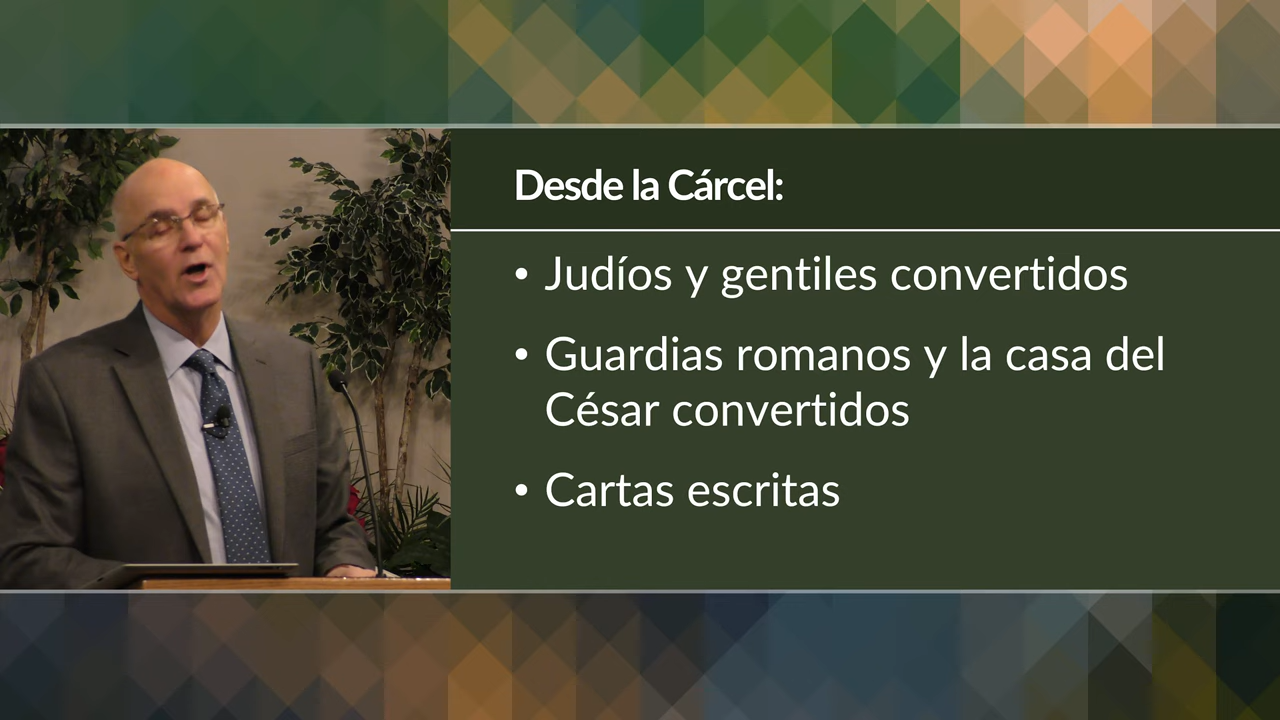 Desde la Cárcel:
• Judíos y gentiles convertidos
• Guardias romanos y la casa del
César convertidos
• Cartas escritas